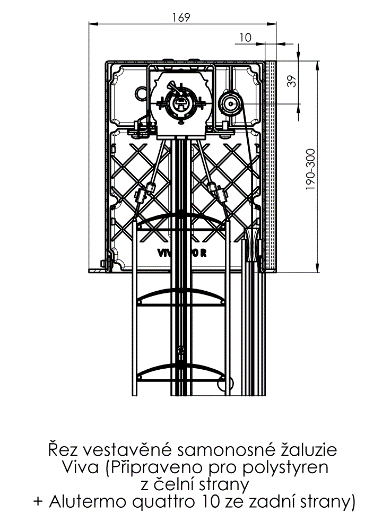 169
10
39
190-300
Řez vestavěné samonosné žaluzie
Viva (Připraveno pro polystyren
z čelní strany
+ Alutermo quattro 10 ze zadní strany)